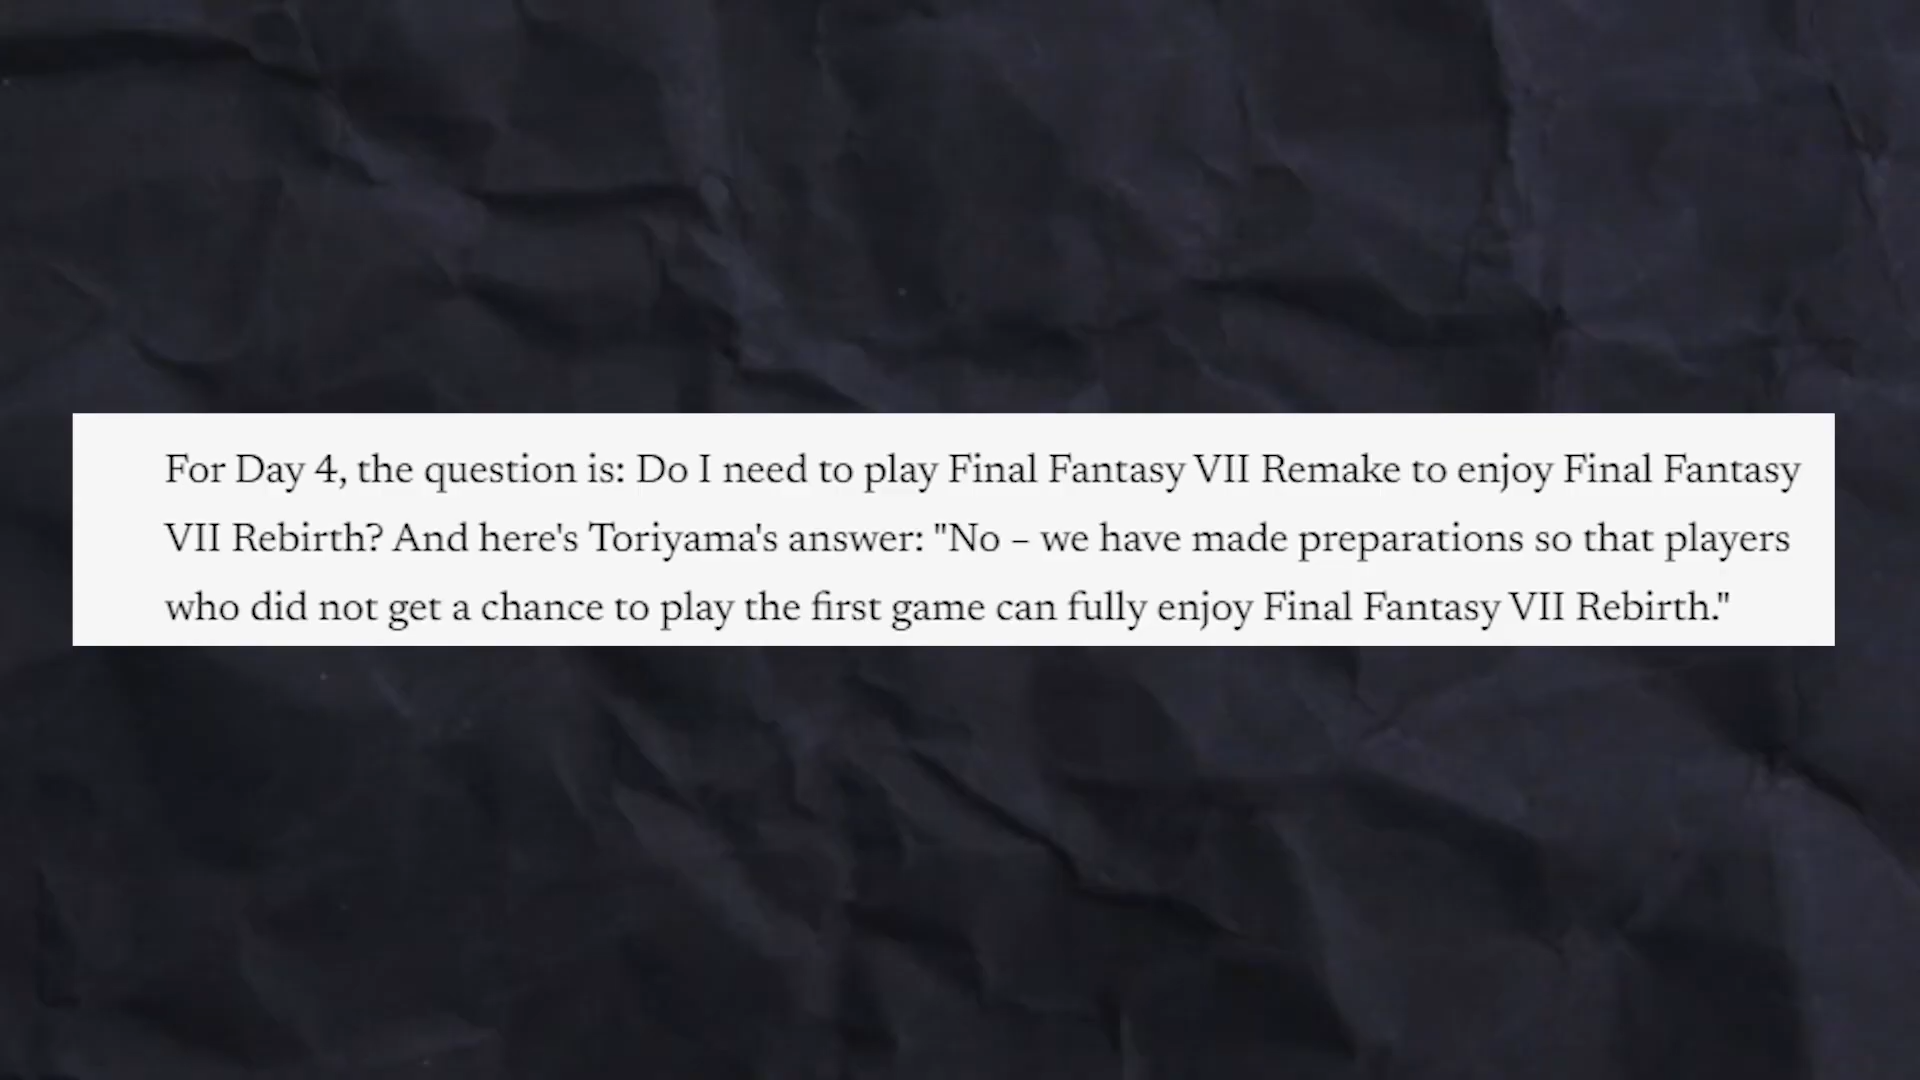 For Day 4, the question is: Do I need to play Final Fantasy VII Remake to enjoy Final Fantasy
VII Rebirth? And here's Toriyama's answer: "No – we have made preparations so that players
who did not get a chance to play the first game can fully enjoy Final Fantasy VII Rebirth."